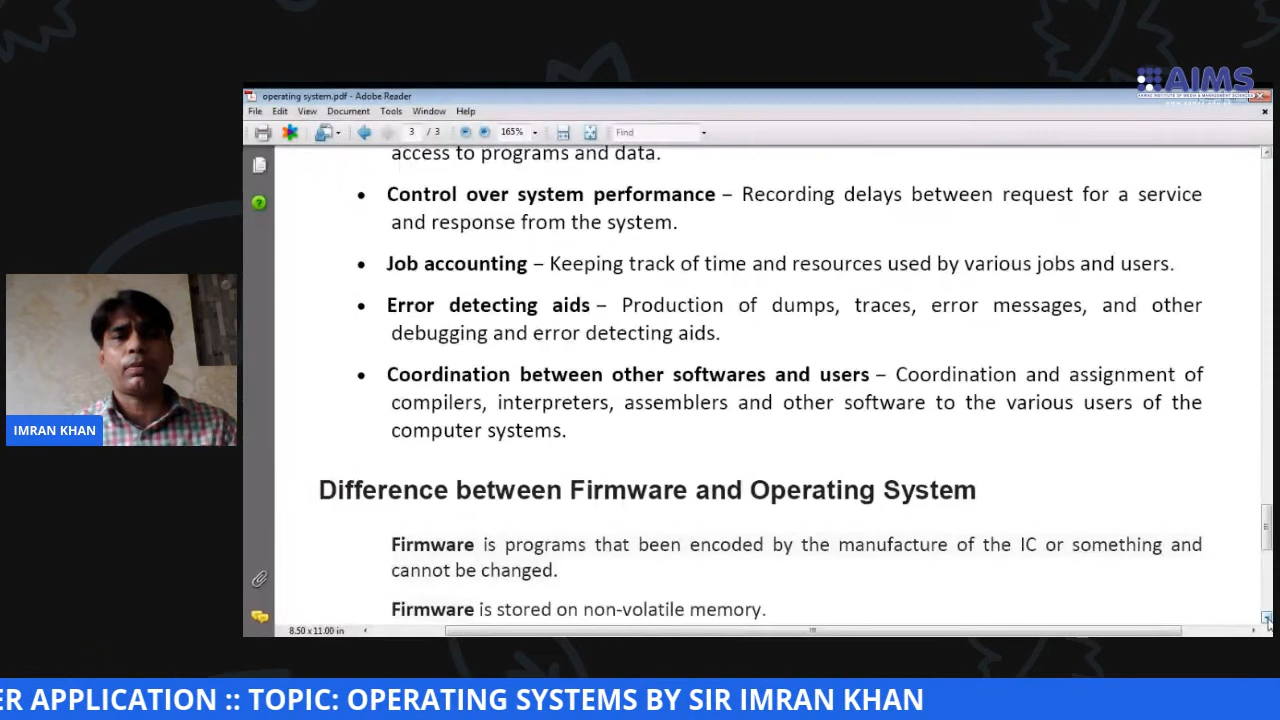 AIMS
operating system.pdf - Adobe Reader
File Edit View Document Tools Window Help
3 / 3 165% Find
access to programs and data.
• Control over system performance – Recording delays between request for a service
and response from the system.
• Job accounting – Keeping track of time and resources used by various jobs and users.
• Error detecting aids – Production of dumps, traces, error messages, and other
debugging and error detecting aids.
• Coordination between other softwares and users – Coordination and assignment of
compilers, interpreters, assemblers and other software to the various users of the
computer systems.
Difference between Firmware and Operating System
Firmware is programs that been encoded by the manufacture of the IC or something and
cannot be changed.
Firmware is stored on non-volatile memory.
8.50 x 11.00 in
IMRAN KHAN
ER APPLICATION :: TOPIC: OPERATING SYSTEMS BY SIR IMRAN KHAN